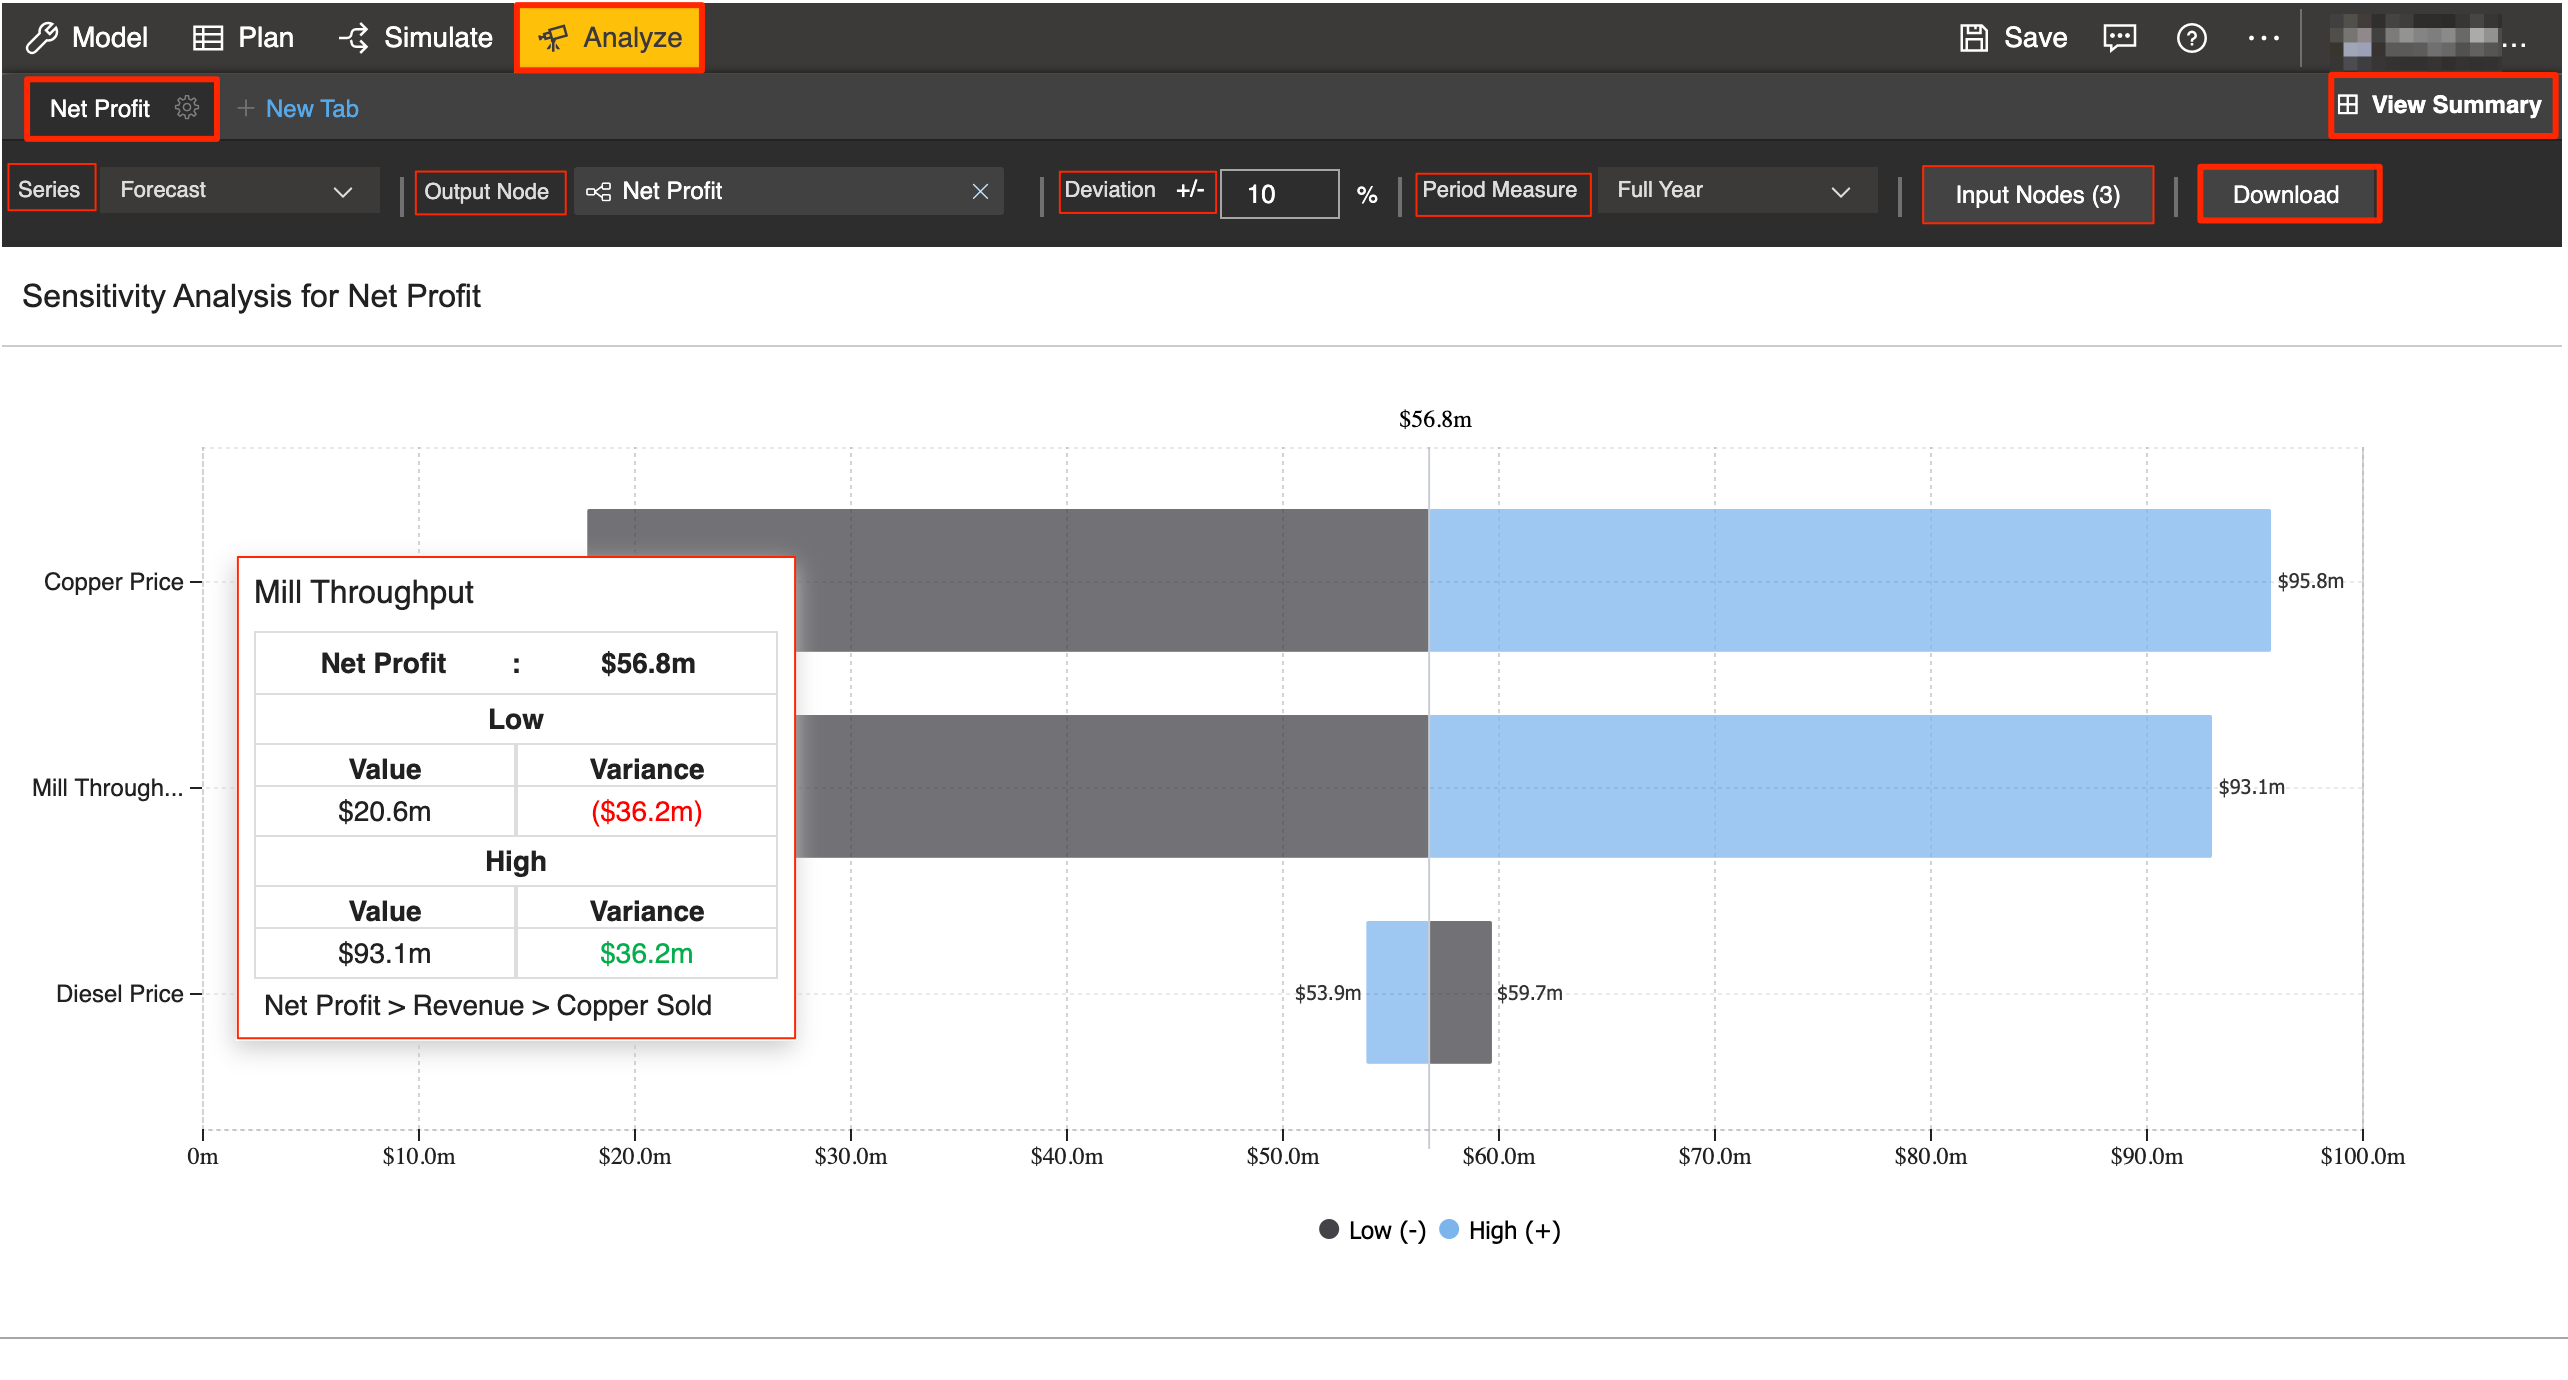 Model Plan Simulate Analyze Save ...
Net Profit + New Tab View Summary
Series Forecast Output Node Net Profit Deviation +/- 10 % Period Measure Full Year Input Nodes (3) Download
Sensitivity Analysis for Net Profit
$56.8m
Copper Price
$95.8m
Mill Through...
$93.1m
Diesel Price
$53.9m
$59.7m
Mill Throughput
Net Profit : $56.8m
Low
Value Variance
$20.6m ($36.2m)
High
Value Variance
$93.1m $36.2m
Net Profit > Revenue > Copper Sold
0m $10.0m $20.0m $30.0m $40.0m $50.0m $60.0m $70.0m $80.0m $90.0m $100.0m
Low (-) High (+)